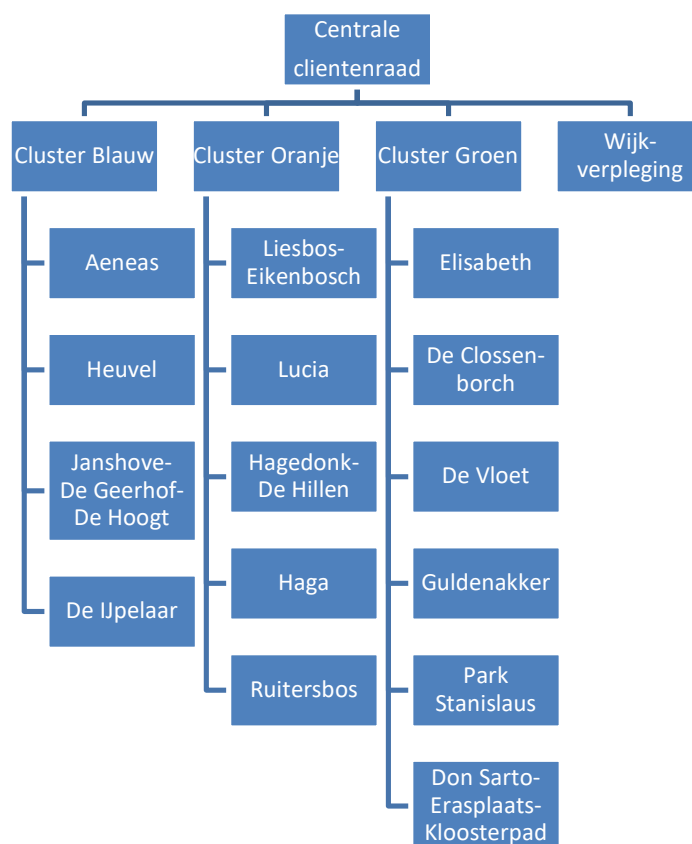 Centrale
clientenraad
Cluster Blauw
Cluster Oranje
Cluster Groen
Wijk-
verpleging
Aeneas
Heuvel
Janshove-
De Geerhof-
De Hoogt
De IJpelaar
Liesbos-
Eikenbosch
Lucia
Hagedonk-
De Hillen
Haga
Ruitersbos
Elisabeth
De Clossen-
borch
De Vloet
Guldenakker
Park
Stanislaus
Don Sarto-
Erasplaats-
Kloosterpad